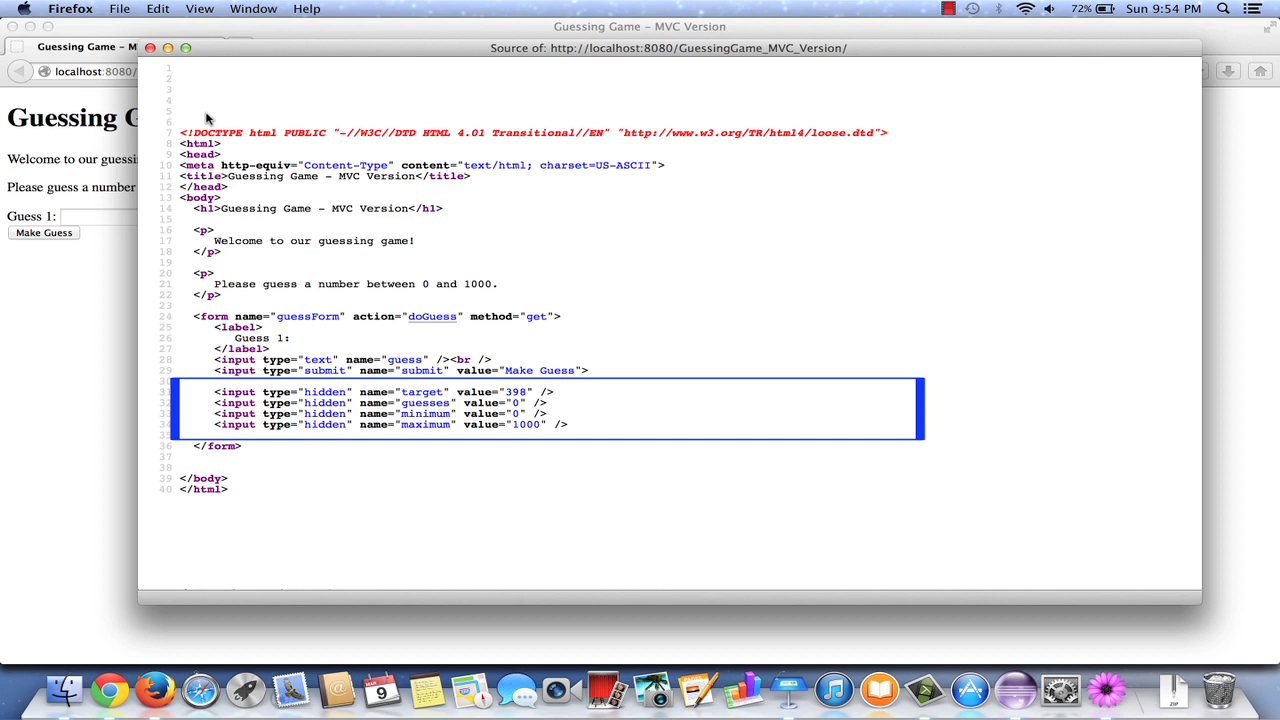 Firefox File Edit View Window Help 72% Sun 9:54 PM
Guessing Game - MVC Version
Guessing Game - M
Source of: http://localhost:8080/GuessingGame_MVC_Version/
localhost:8080/
Guessing G
Welcome to our guessi
Please guess a number
Guess 1:
Make Guess
1
2
3
4
5
6
7 <!DOCTYPE html PUBLIC "-//W3C//DTD HTML 4.01 Transitional//EN" "http://www.w3.org/TR/html4/loose.dtd">
8 <html>
9 <head>
10 <meta http-equiv="Content-Type" content="text/html; charset=US-ASCII">
11 <title>Guessing Game - MVC Version</title>
12 </head>
13 <body>
14 <h1>Guessing Game - MVC Version</h1>
15
16 <p>
17 Welcome to our guessing game!
18 </p>
19
20 <p>
21 Please guess a number between 0 and 1000.
22 </p>
23
24 <form name="guessForm" action="doGuess" method="get">
25 <label>
26 Guess 1:
27 </label>
28 <input type="text" name="guess" /><br />
29 <input type="submit" name="submit" value="Make Guess">
30
31 <input type="hidden" name="target" value="398" />
32 <input type="hidden" name="guesses" value="0" />
33 <input type="hidden" name="minimum" value="0" />
34 <input type="hidden" name="maximum" value="1000" />
35
36 </form>
37
38
39 </body>
40 </html>
9
ZIP